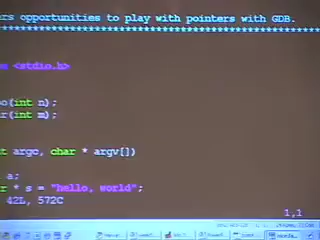 rs opportunities to play with pointers with GDB.
*****************************************************
<stdio.h>
o(int n);
r(int m);
t argc, char * argv[])
a;
r * s = "hello, world";
42L, 572C
1,1